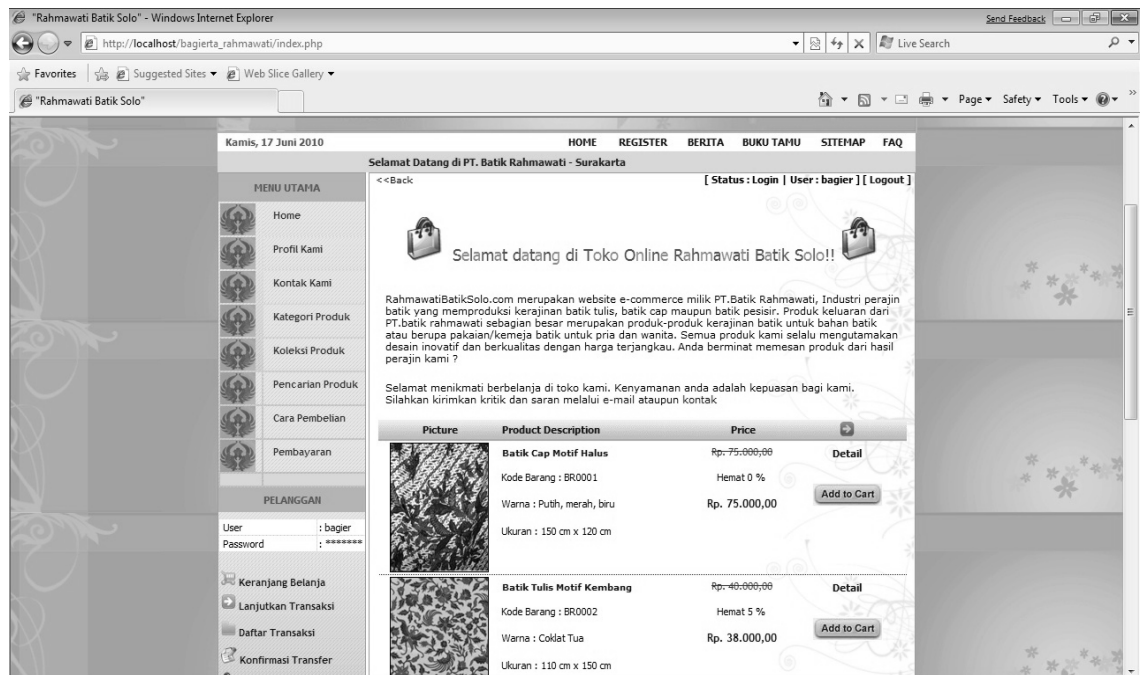 "Rahmawati Batik Solo" - Windows Internet Explorer
Send Feedback
http://localhost/bagierta_rahmawati/index.php
Live Search
Favorites
Suggested Sites
Web Slice Gallery
"Rahmawati Batik Solo"
Page
Safety
Tools
Kamis, 17 Juni 2010
HOME REGISTER BERITA BUKU TAMU SITEMAP FAQ
Selamat Datang di PT. Batik Rahmawati - Surakarta
MENU UTAMA
Home
Profil Kami
Kontak Kami
Kategori Produk
Koleksi Produk
Pencarian Produk
Cara Pembelian
Pembayaran
PELANGGAN
User : bagier
Password : *******
Keranjang Belanja
Lanjutkan Transaksi
Daftar Transaksi
Konfirmasi Transfer
<<Back
[ Status : Login | User : bagier ] [ Logout ]
Selamat datang di Toko Online Rahmawati Batik Solo!!
RahmawatiBatikSolo.com merupakan website e-commerce milik PT.Batik Rahmawati, Industri perajin
batik yang memproduksi kerajinan batik tulis, batik cap maupun batik pesisir. Produk keluaran dari
PT.batik rahmawati sebagian besar merupakan produk-produk kerajinan batik untuk bahan batik
atau berupa pakaian/kemeja batik untuk pria dan wanita. Semua produk kami selalu mengutamakan
desain inovatif dan berkualitas dengan harga terjangkau. Anda berminat memesan produk dari hasil
perajin kami ?
Selamat menikmati berbelanja di toko kami. Kenyamanan anda adalah kepuasan bagi kami.
Silahkan kirimkan kritik dan saran melalui e-mail ataupun kontak
Picture Product Description Price
Batik Cap Motif Halus Rp. 75.000,00 Detail
Kode Barang : BR0001 Hemat 0 %
Add to Cart
Warna : Putih, merah, biru Rp. 75.000,00
Ukuran : 150 cm x 120 cm
Batik Tulis Motif Kembang Rp. 40.000,00 Detail
Kode Barang : BR0002 Hemat 5 %
Add to Cart
Warna : Coklat Tua Rp. 38.000,00
Ukuran : 110 cm x 150 cm